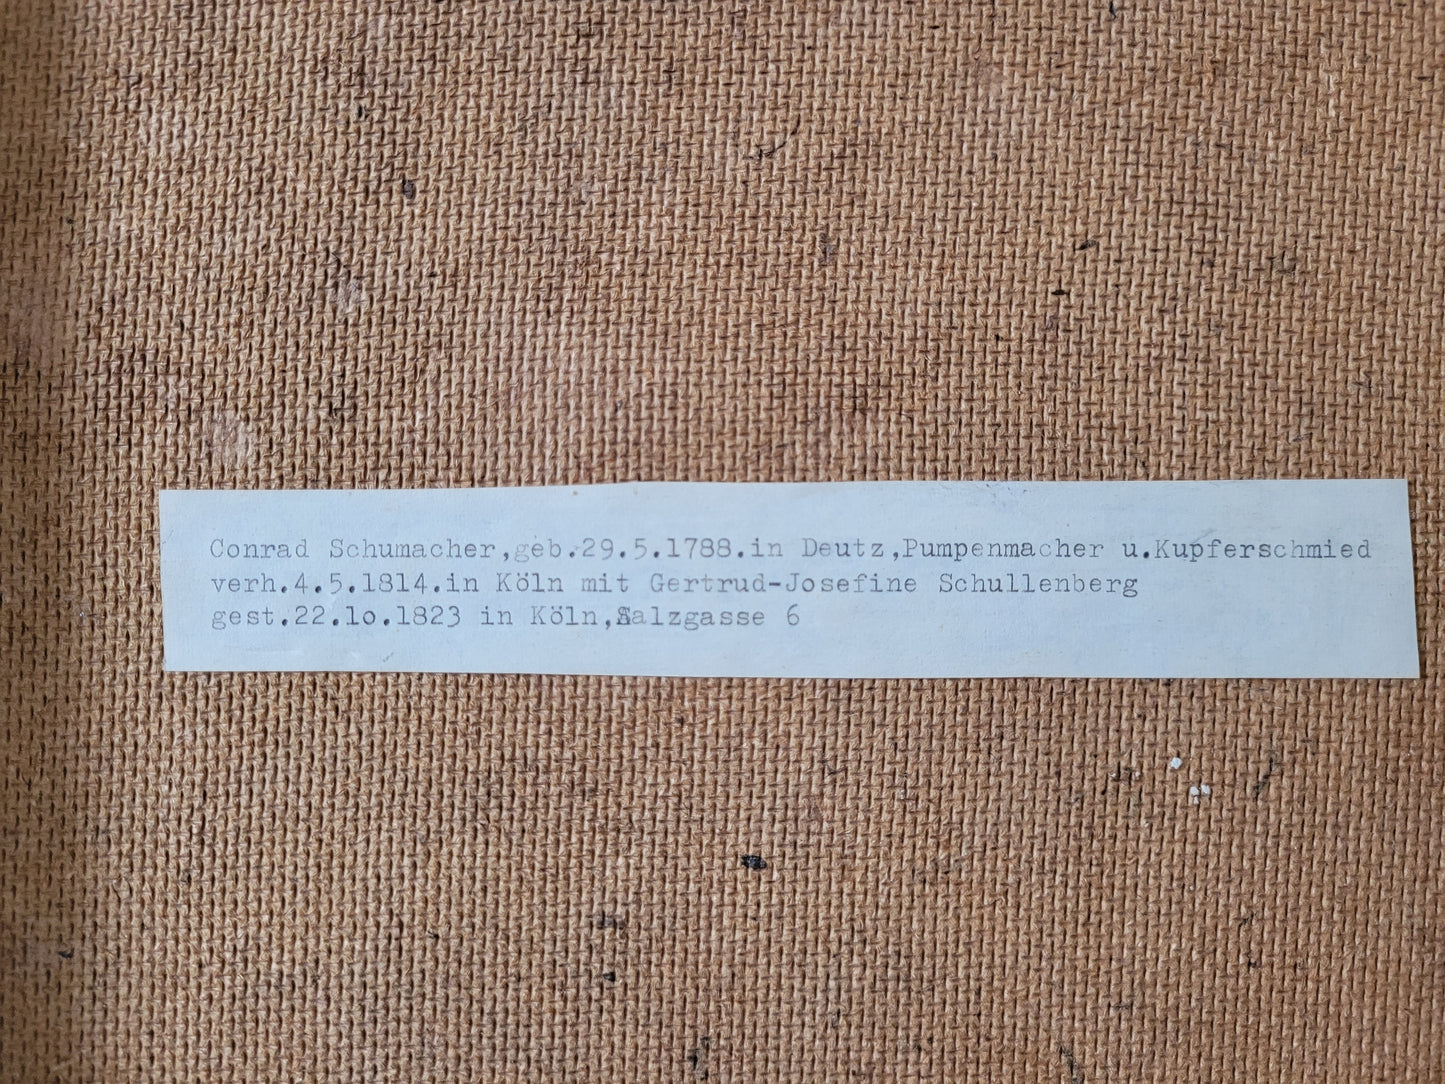 Conrad Schumacher,geb.29.5.1788.in Deutz,Pumpenmacher u.Kupferschmied
verh.4.5.1814.in Köln mit Gertrud-Josefine Schullenberg
gest.22.1o.1823 in Köln,Salzgasse 6